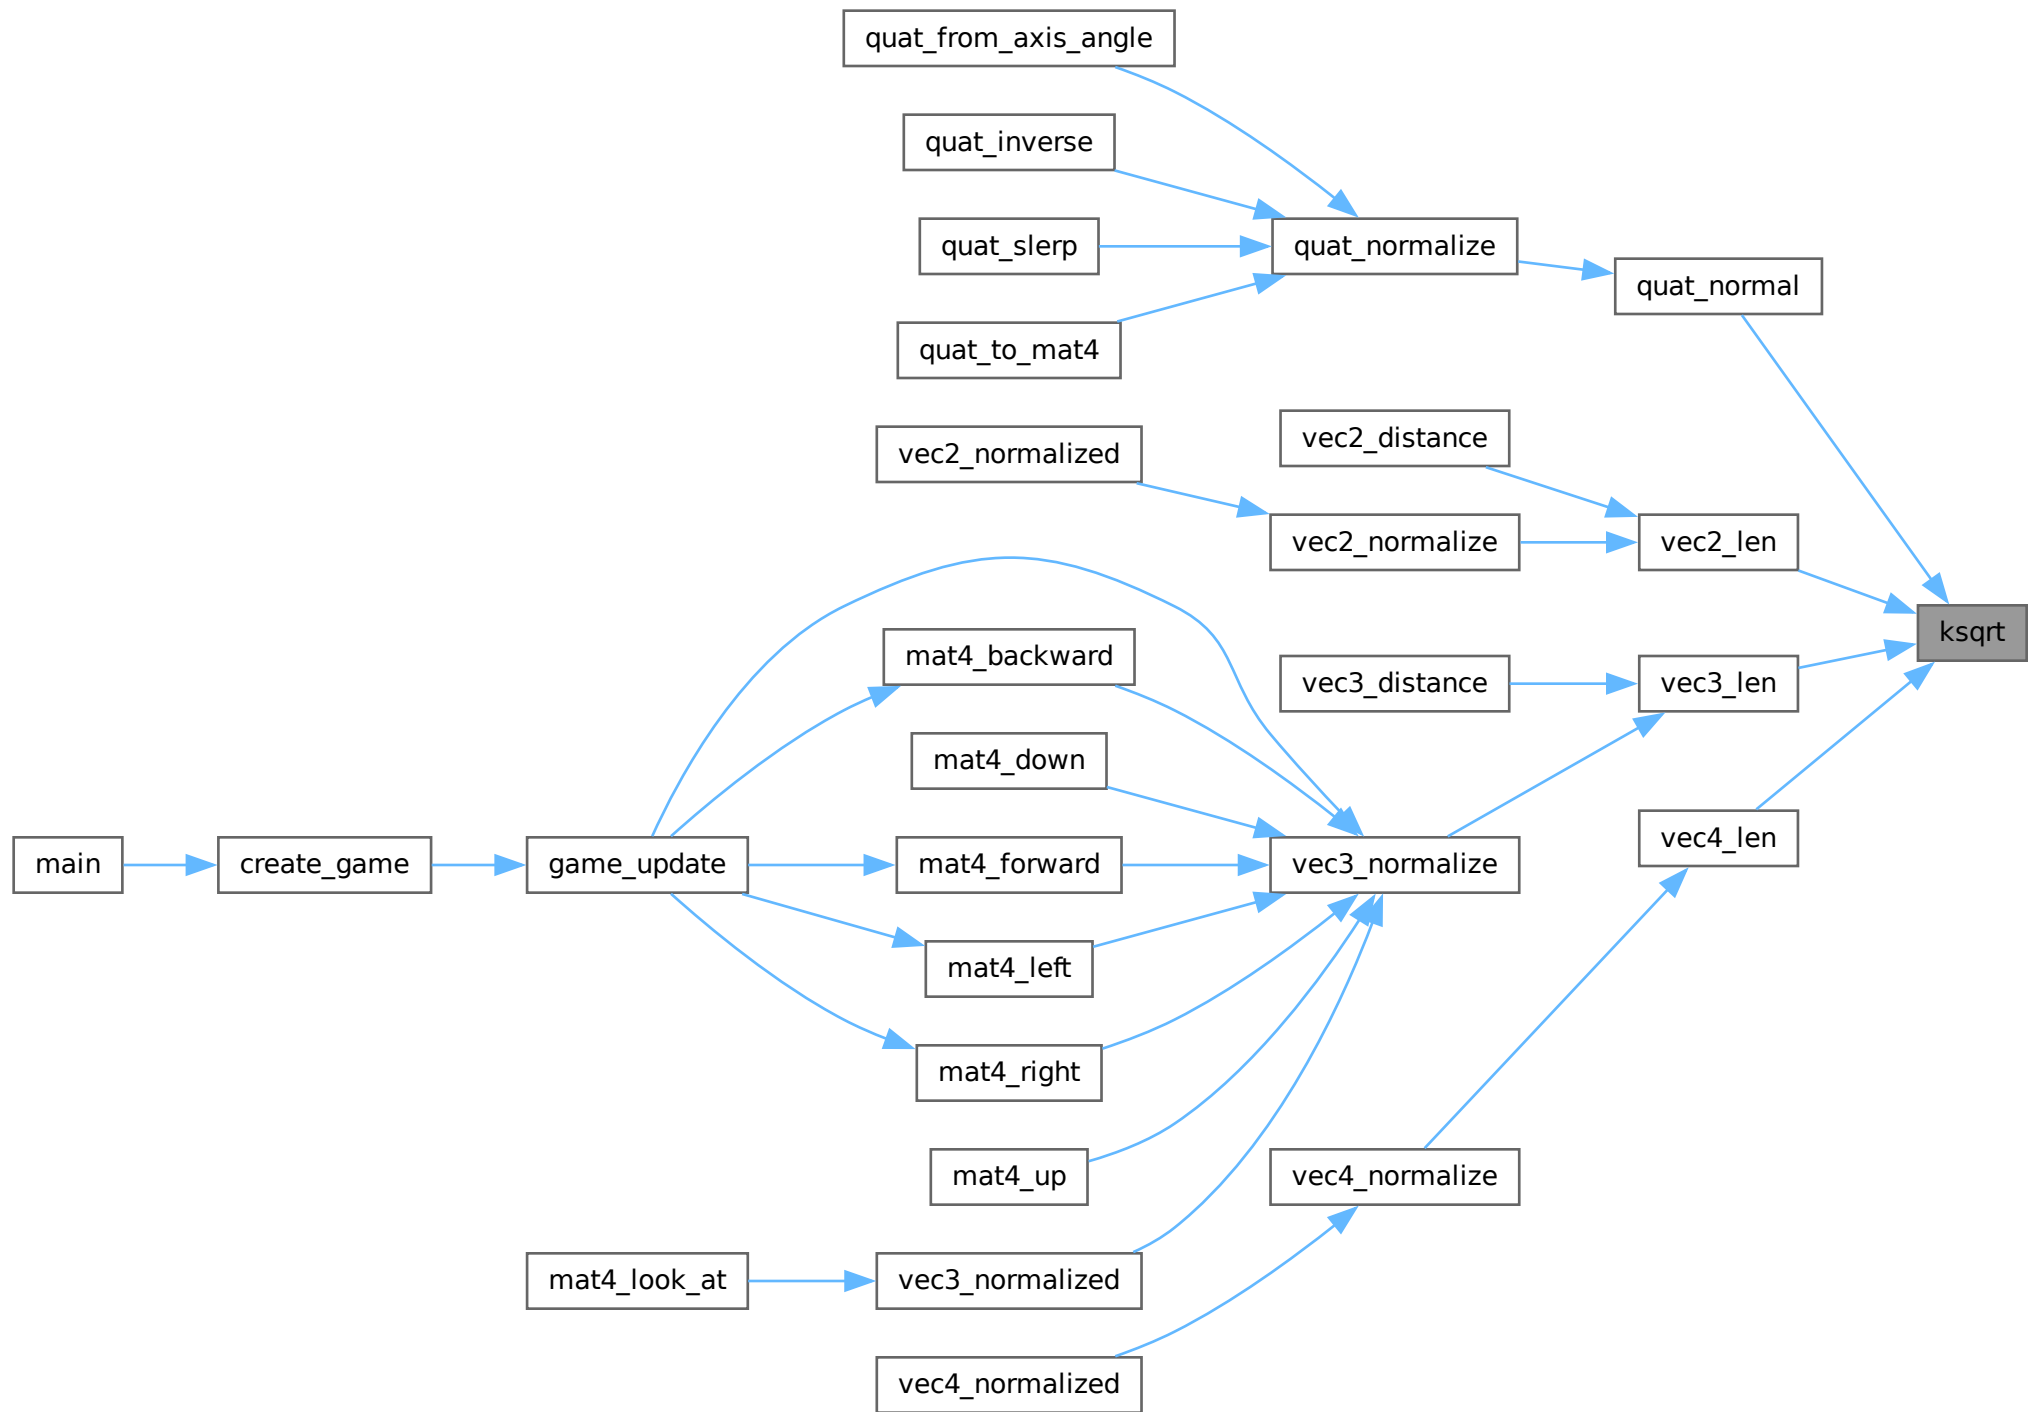 quat_from_axis_angle
quat_inverse
quat_slerp
quat_normalize
quat_normal
quat_to_mat4
vec2_distance
vec2_normalized
vec2_normalize
vec2_len
ksqrt
mat4_backward
vec3_distance
vec3_len
mat4_down
vec4_len
main
create_game
game_update
mat4_forward
vec3_normalize
mat4_left
mat4_right
mat4_up
vec4_normalize
mat4_look_at
vec3_normalized
vec4_normalized